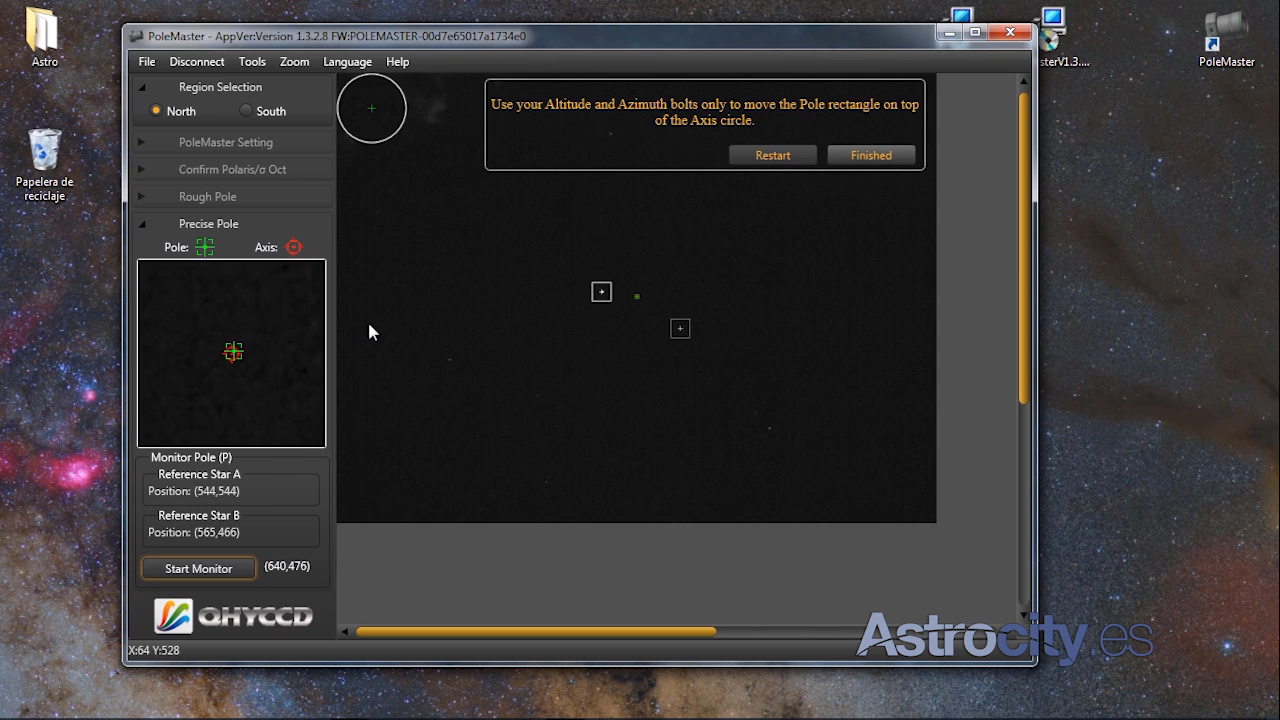 Astro
Papelera de
reciclaje
PoleMaster - AppVer:Version 1.3.2.8 FW:POLEMASTER-00d7e65017a1734e0
sterV1.3....
PoleMaster
File Disconnect Tools Zoom Language Help
Region Selection
North South
PoleMaster Setting
Confirm Polaris/σ Oct
Rough Pole
Precise Pole
Pole: Axis:
Use your Altitude and Azimuth bolts only to move the Pole rectangle on top
of the Axis circle.
Restart Finished
Monitor Pole (P)
Reference Star A
Position: (544,544)
Reference Star B
Position: (565,466)
Start Monitor (640,476)
QHYCCD
X:64 Y:528
Astrocity.es